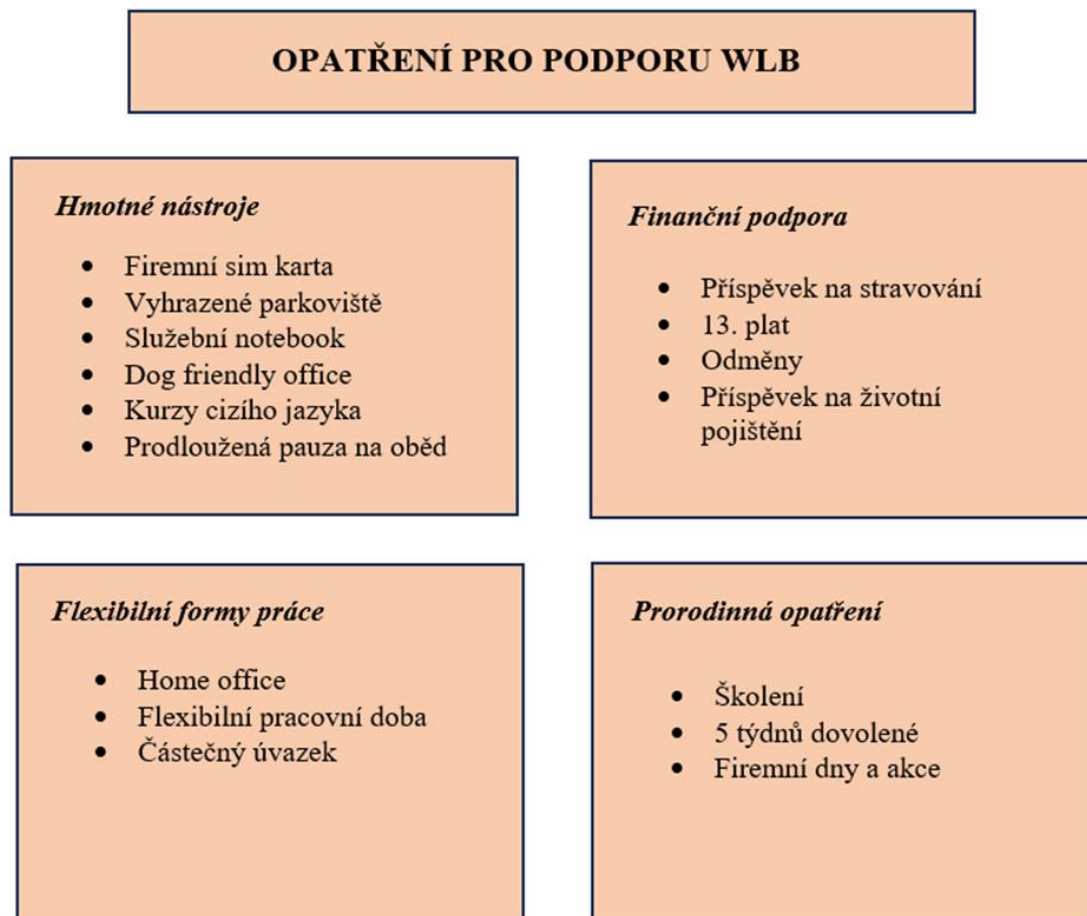 OPATŘENÍ PRO PODPORU WLB
Hmotné nástroje
• Firemní sim karta
• Vyhrazené parkoviště
• Služební notebook
• Dog friendly office
• Kurzy cizího jazyka
• Prodloužená pauza na oběd
Finanční podpora
• Příspěvek na stravování
• 13. plat
• Odměny
• Příspěvek na životní
pojištění
Flexibilní formy práce
• Home office
• Flexibilní pracovní doba
• Částečný úvazek
Prorodinná opatření
• Školení
• 5 týdnů dovolené
• Firemní dny a akce